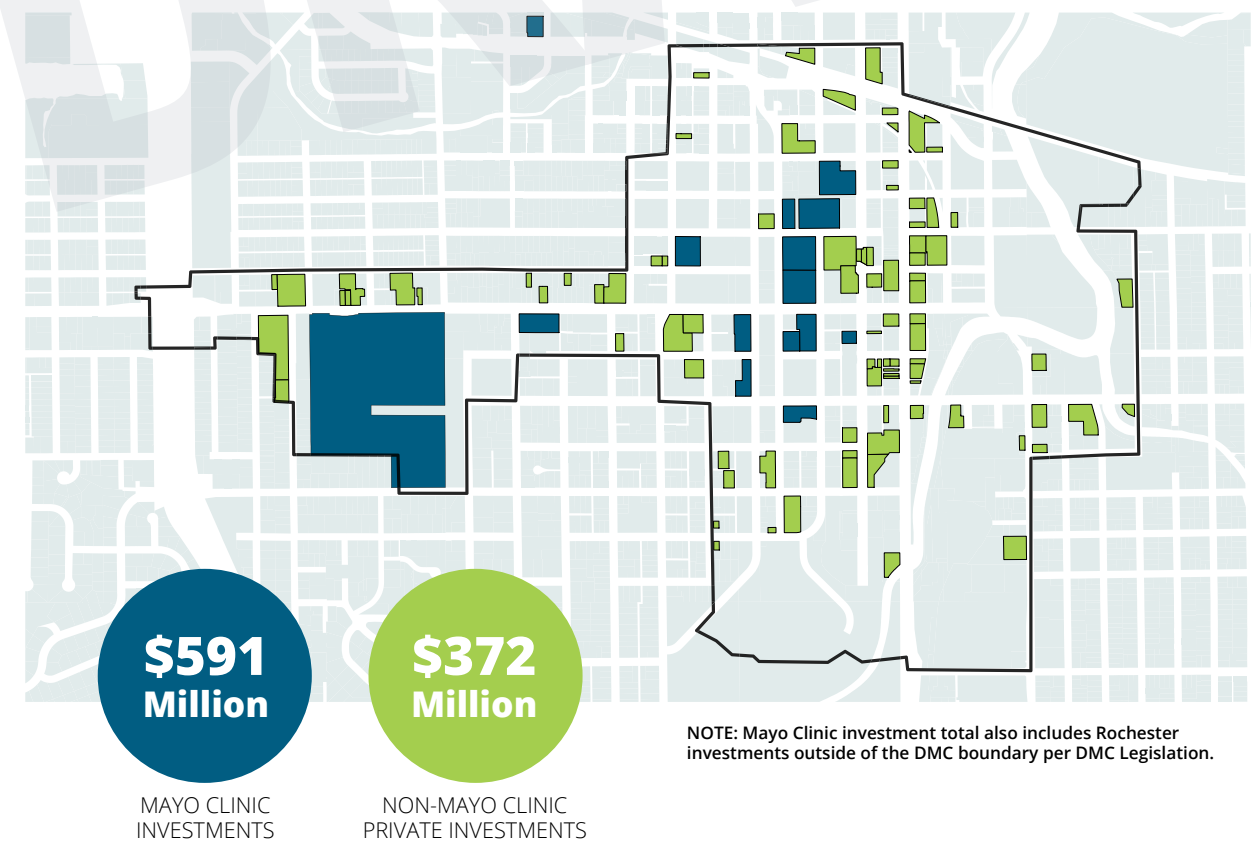 $591
Million
$372
Million
MAYO CLINIC
INVESTMENTS
NON-MAYO CLINIC
PRIVATE INVESTMENTS
NOTE: Mayo Clinic investment total also includes Rochester
investments outside of the DMC boundary per DMC Legislation.